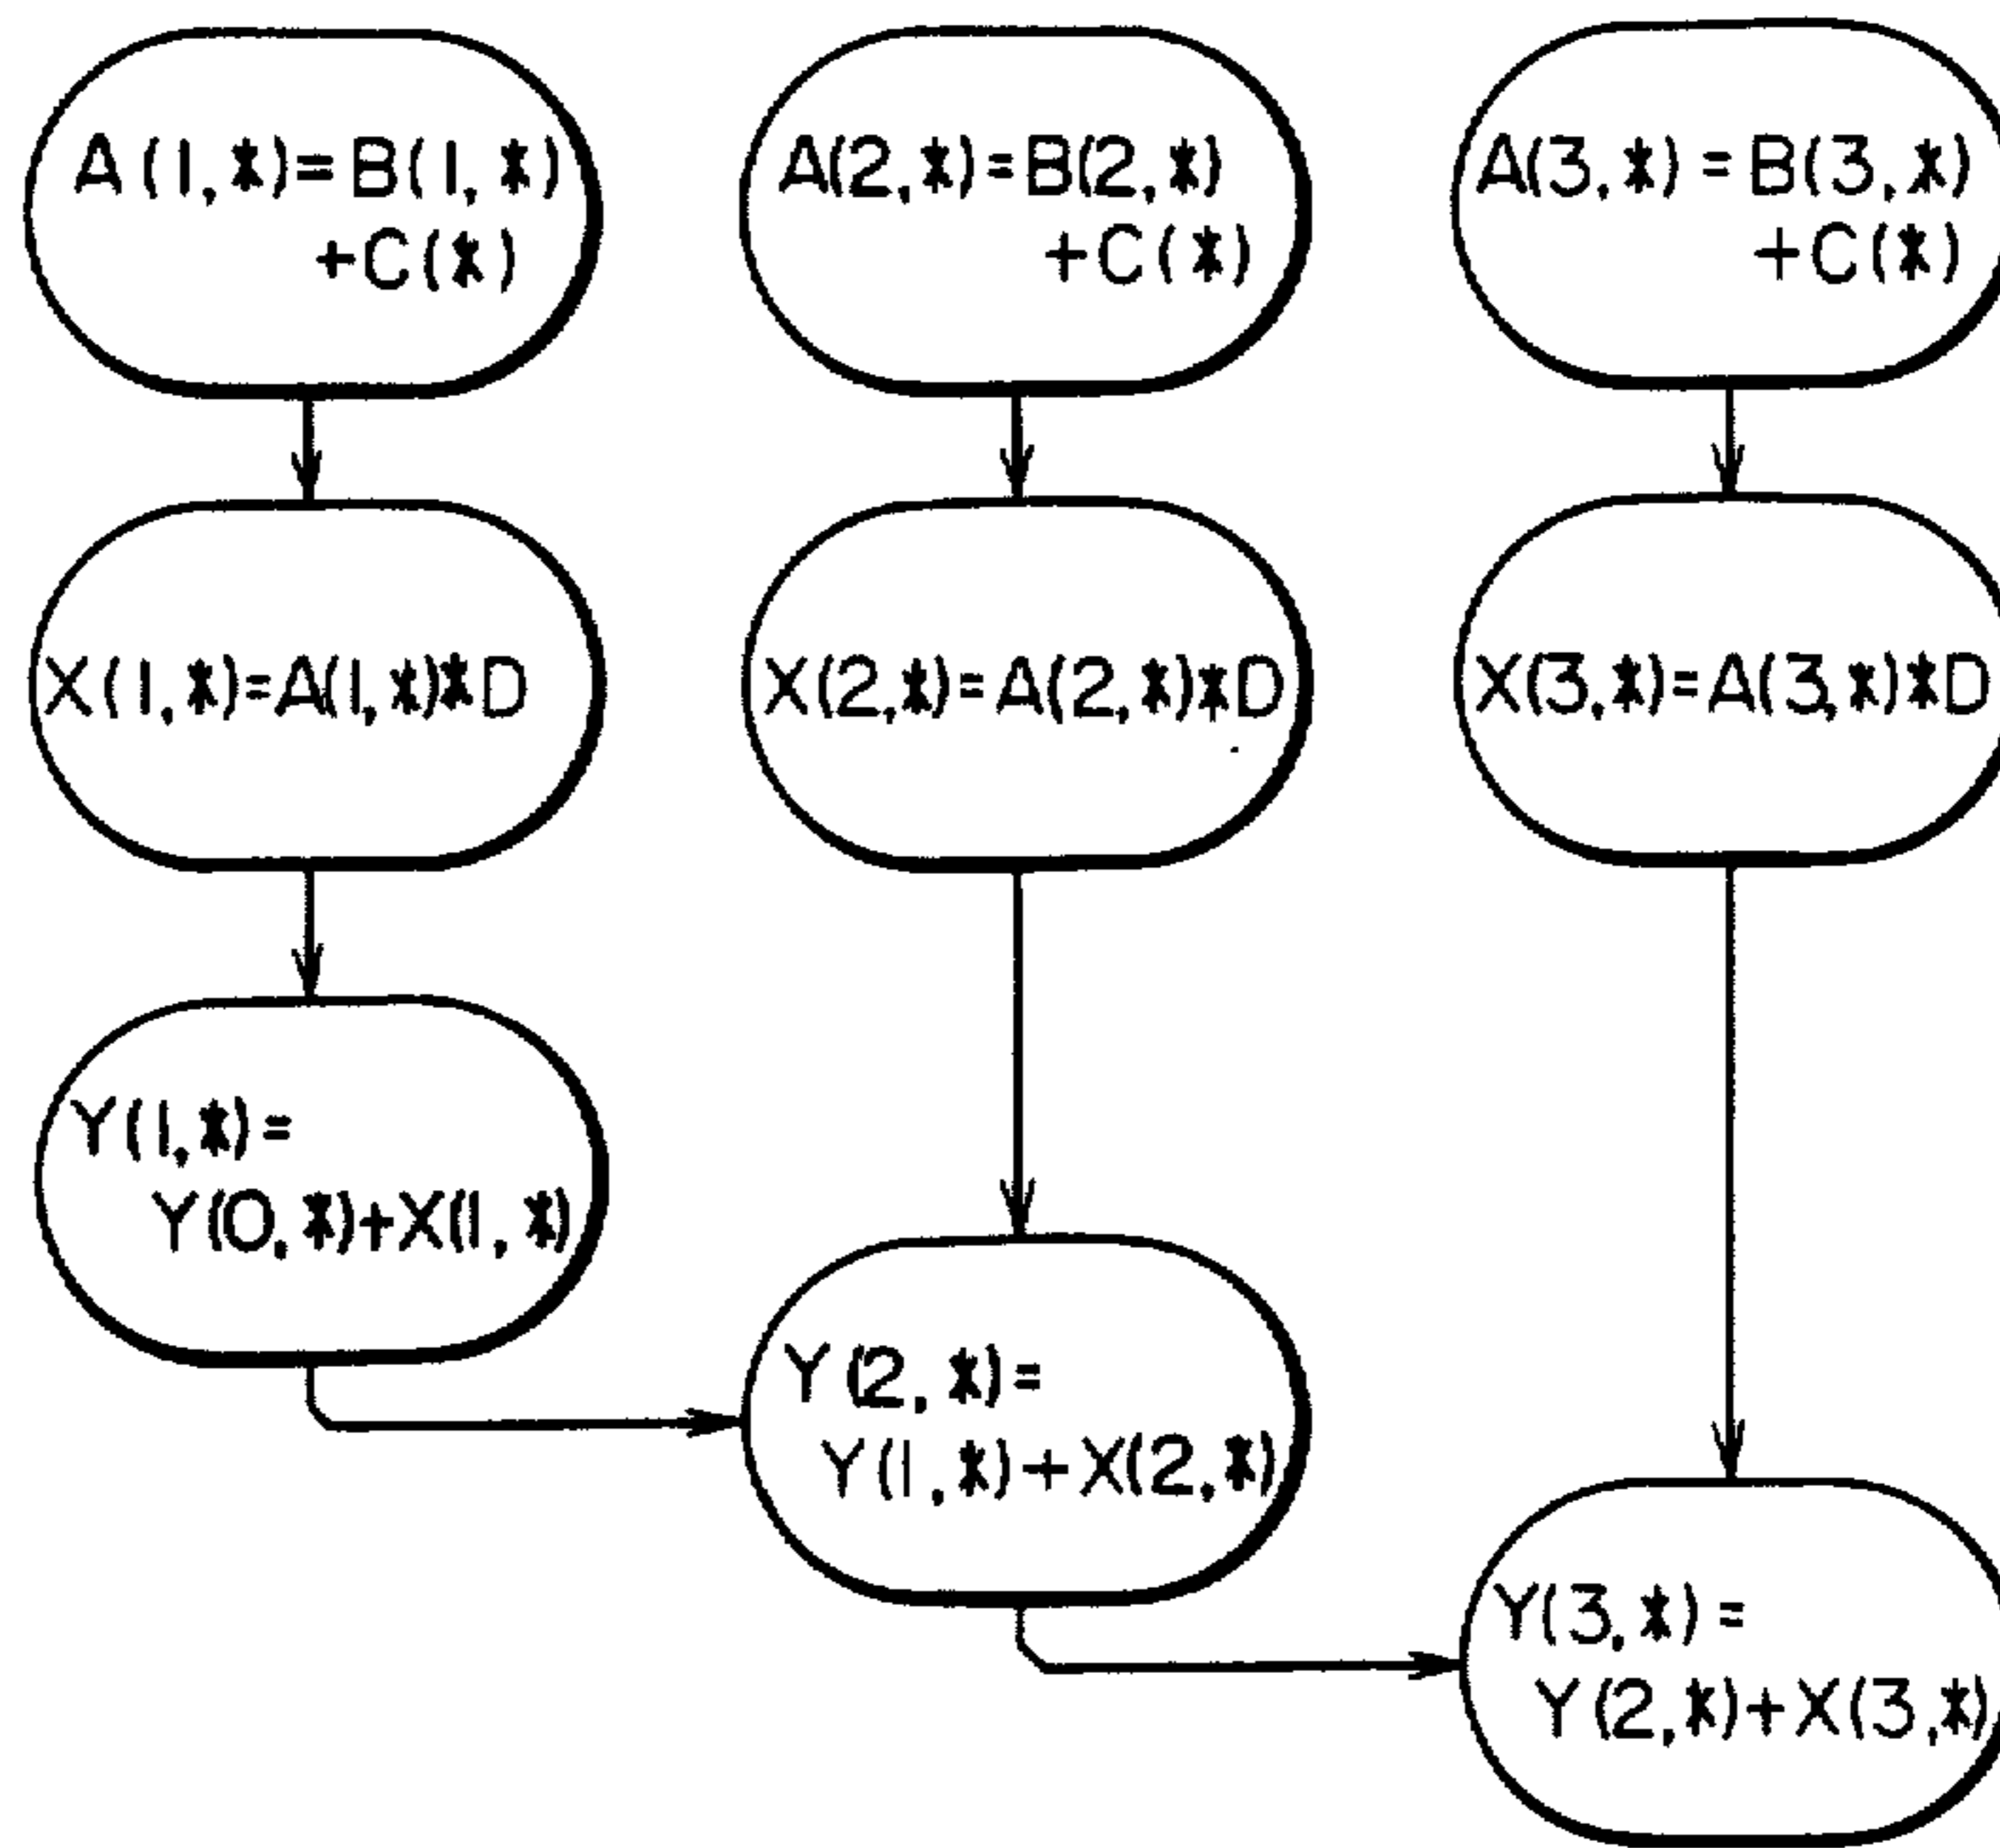 A(1,*)=B(1,*)
+C(*)
A(2,*)=B(2,*)
+C(*)
A(3,*)=B(3,*)
+C(*)
X(1,*)=A(1,*)*D
X(2,*)=A(2,*)*D
X(3,*)=A(3,*)*D
Y(1,*)=
Y(0,*)+X(1,*)
Y(2,*)=
Y(1,*)+X(2,*)
Y(3,*)=
Y(2,*)+X(3,*)